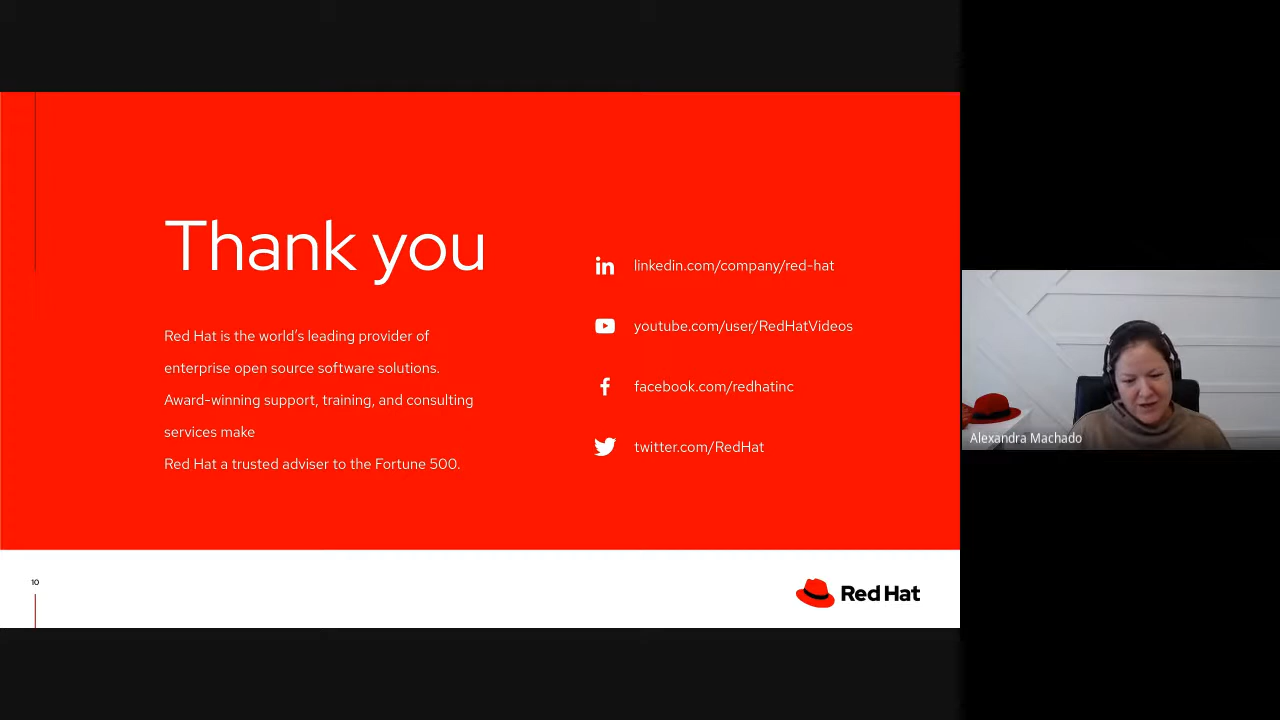 Thank you
Red Hat is the world's leading provider of
enterprise open source software solutions.
Award-winning support, training, and consulting
services make
Red Hat a trusted adviser to the Fortune 500.
linkedin.com/company/red-hat
youtube.com/user/RedHatVideos
facebook.com/redhatinc
twitter.com/RedHat
10
Red Hat
Alexandra Machado